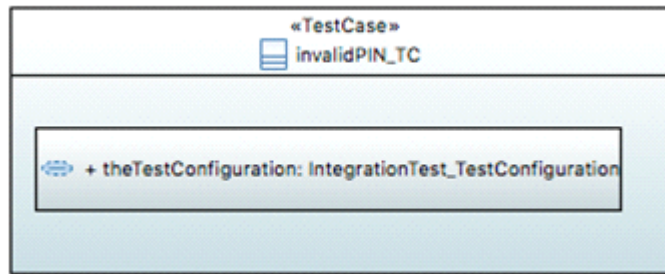 «TestCase»
invalidPIN_TC
+ theTestConfiguration: IntegrationTest_TestConfiguration